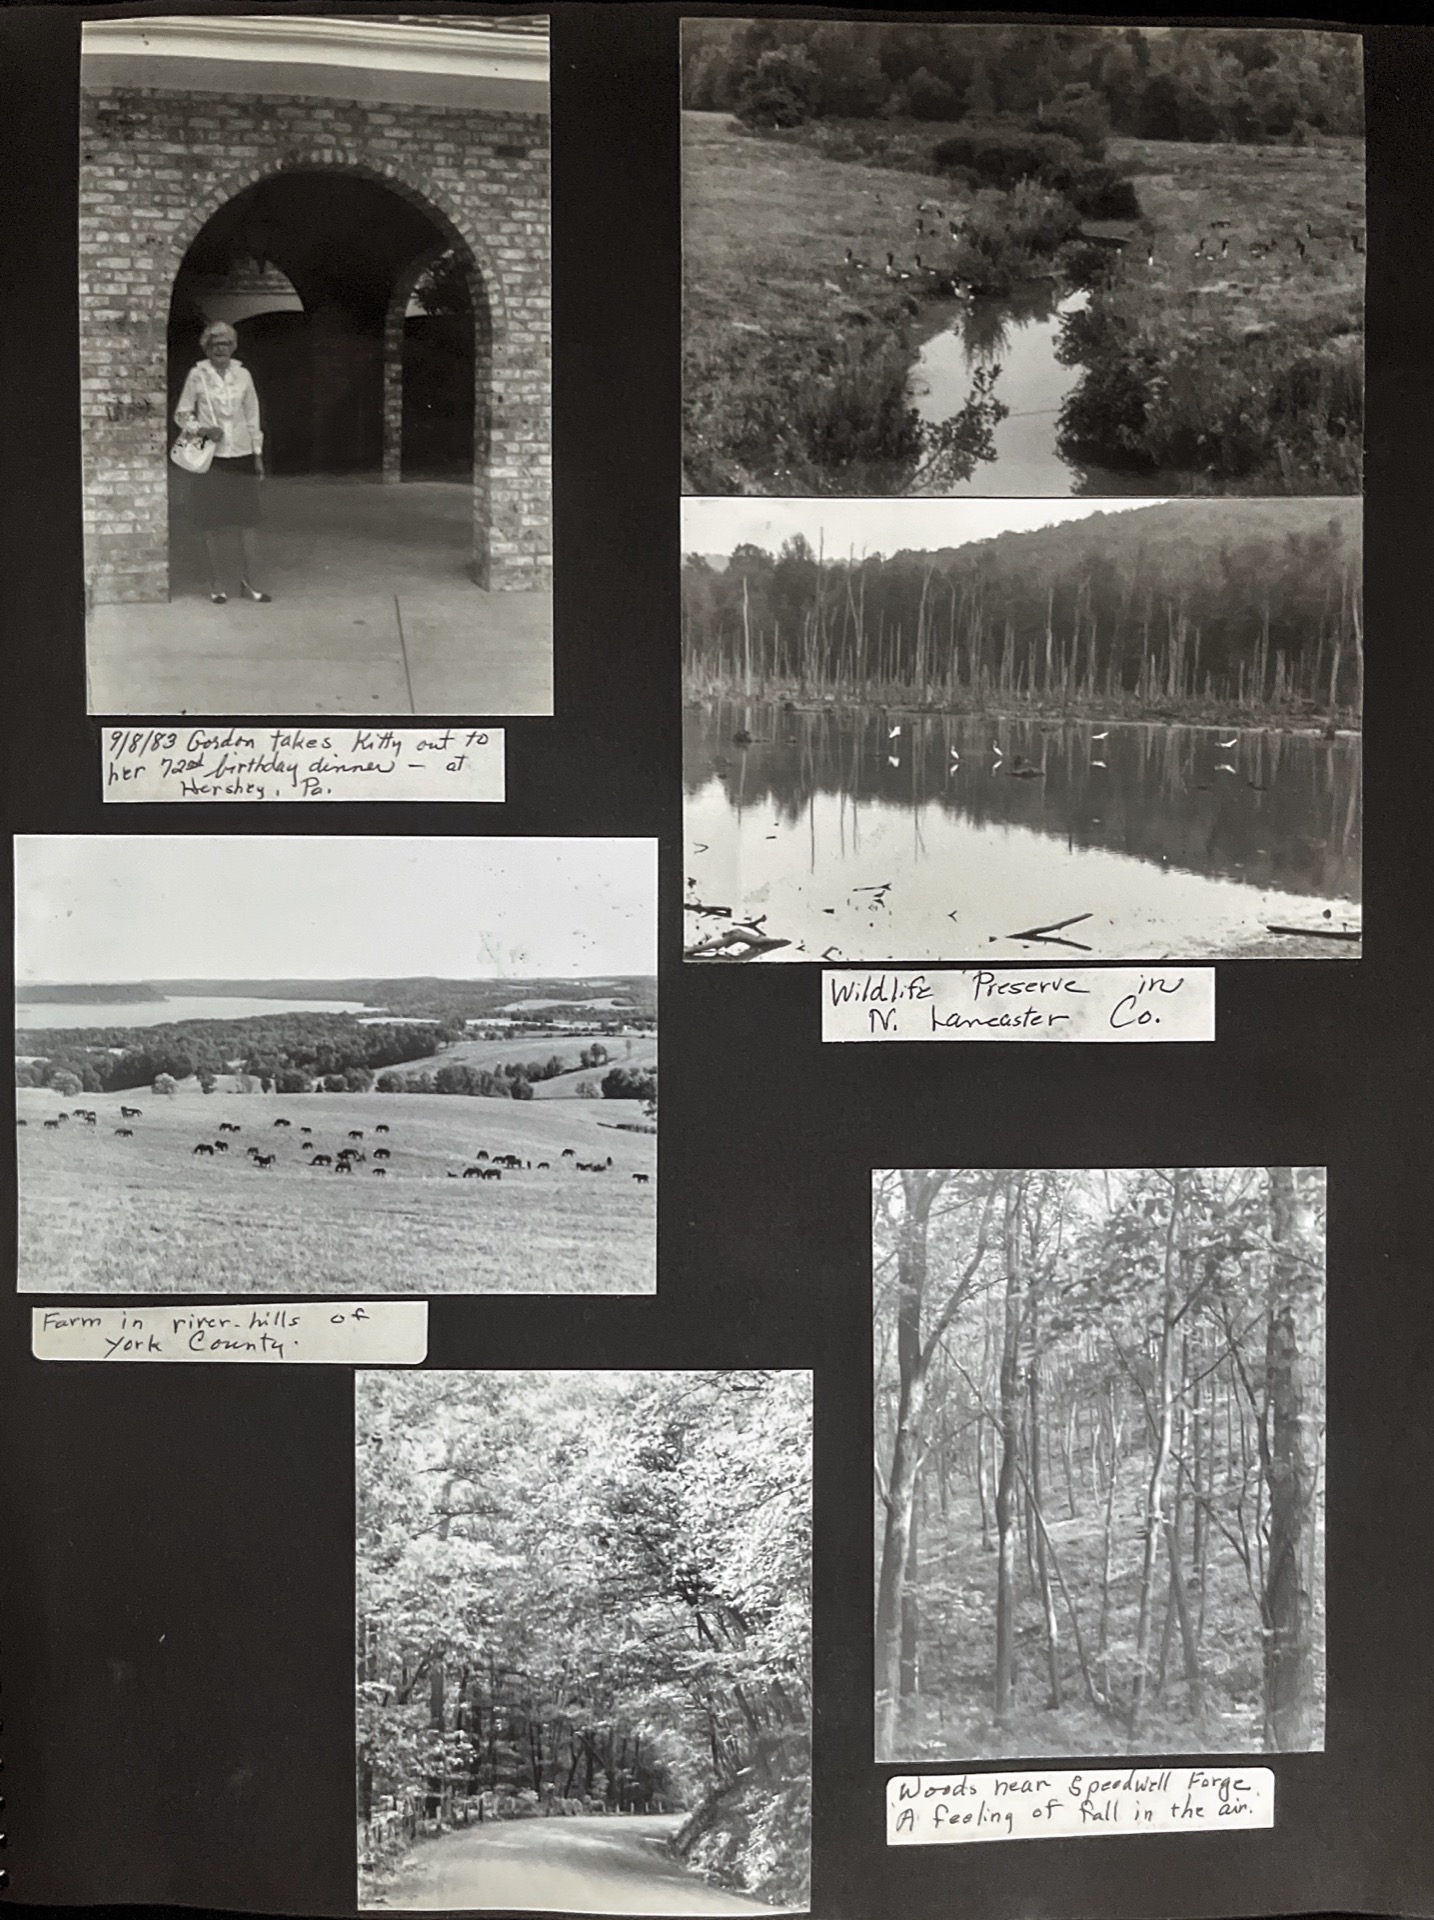 9/8/83 Gordon takes Kitty out to
her 72nd birthday dinner – at
Hershey, Pa.
Wildlife Preserve in
N. Lancaster Co.
Farm in river-hills of
York County.
Woods near Speedwell Forge.
A feeling of fall in the air.